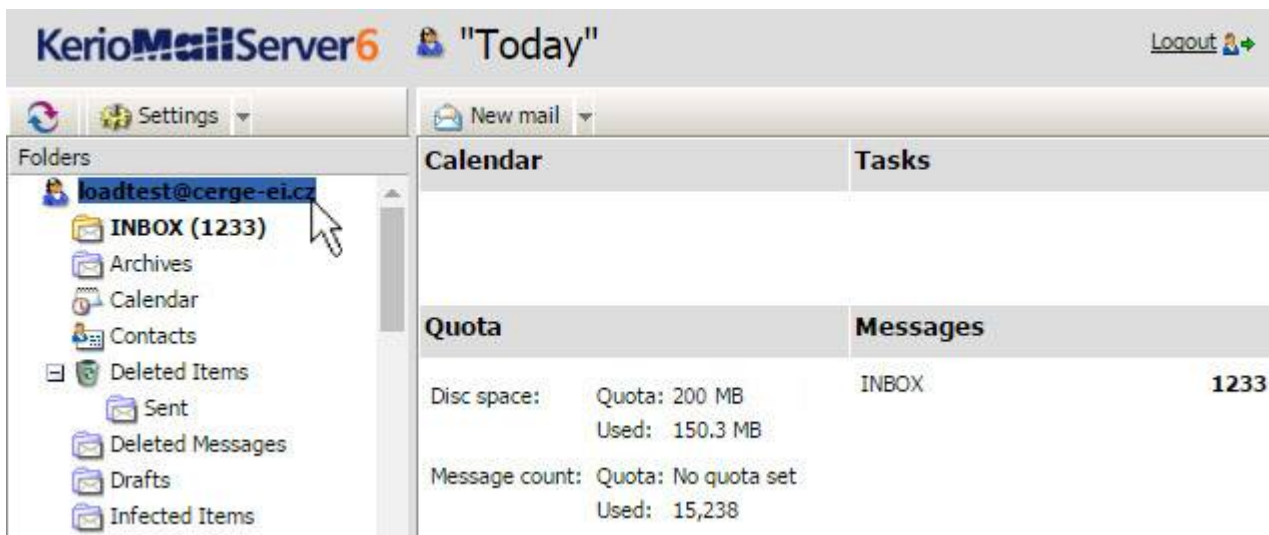 KerioMailServer6 "Today" Logout
Settings New mail
Folders
loadtest@cerge-ei.cz
INBOX (1233)
Archives
Calendar
Contacts
Deleted Items
Sent
Deleted Messages
Drafts
Infected Items
Calendar Tasks
Quota Messages
Disc space: Quota: 200 MB
Used: 150.3 MB
Message count: Quota: No quota set
Used: 15,238
INBOX 1233